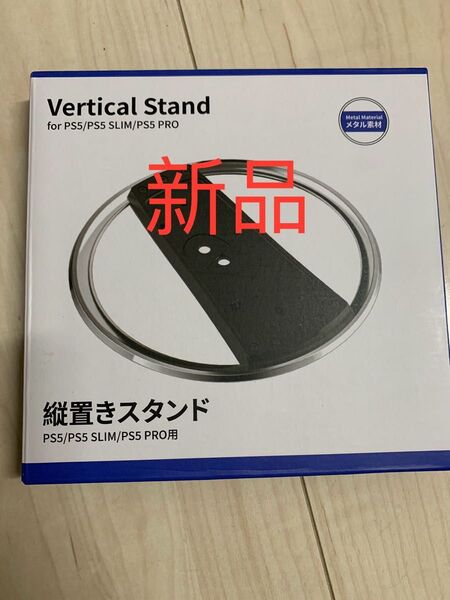 Vertical Stand
for PS5/PS5 SLIM/PS5 PRO
Metal Material
メタル素材
新品
縦置きスタンド
PS5/PS5 SLIM/PS5 PRO用